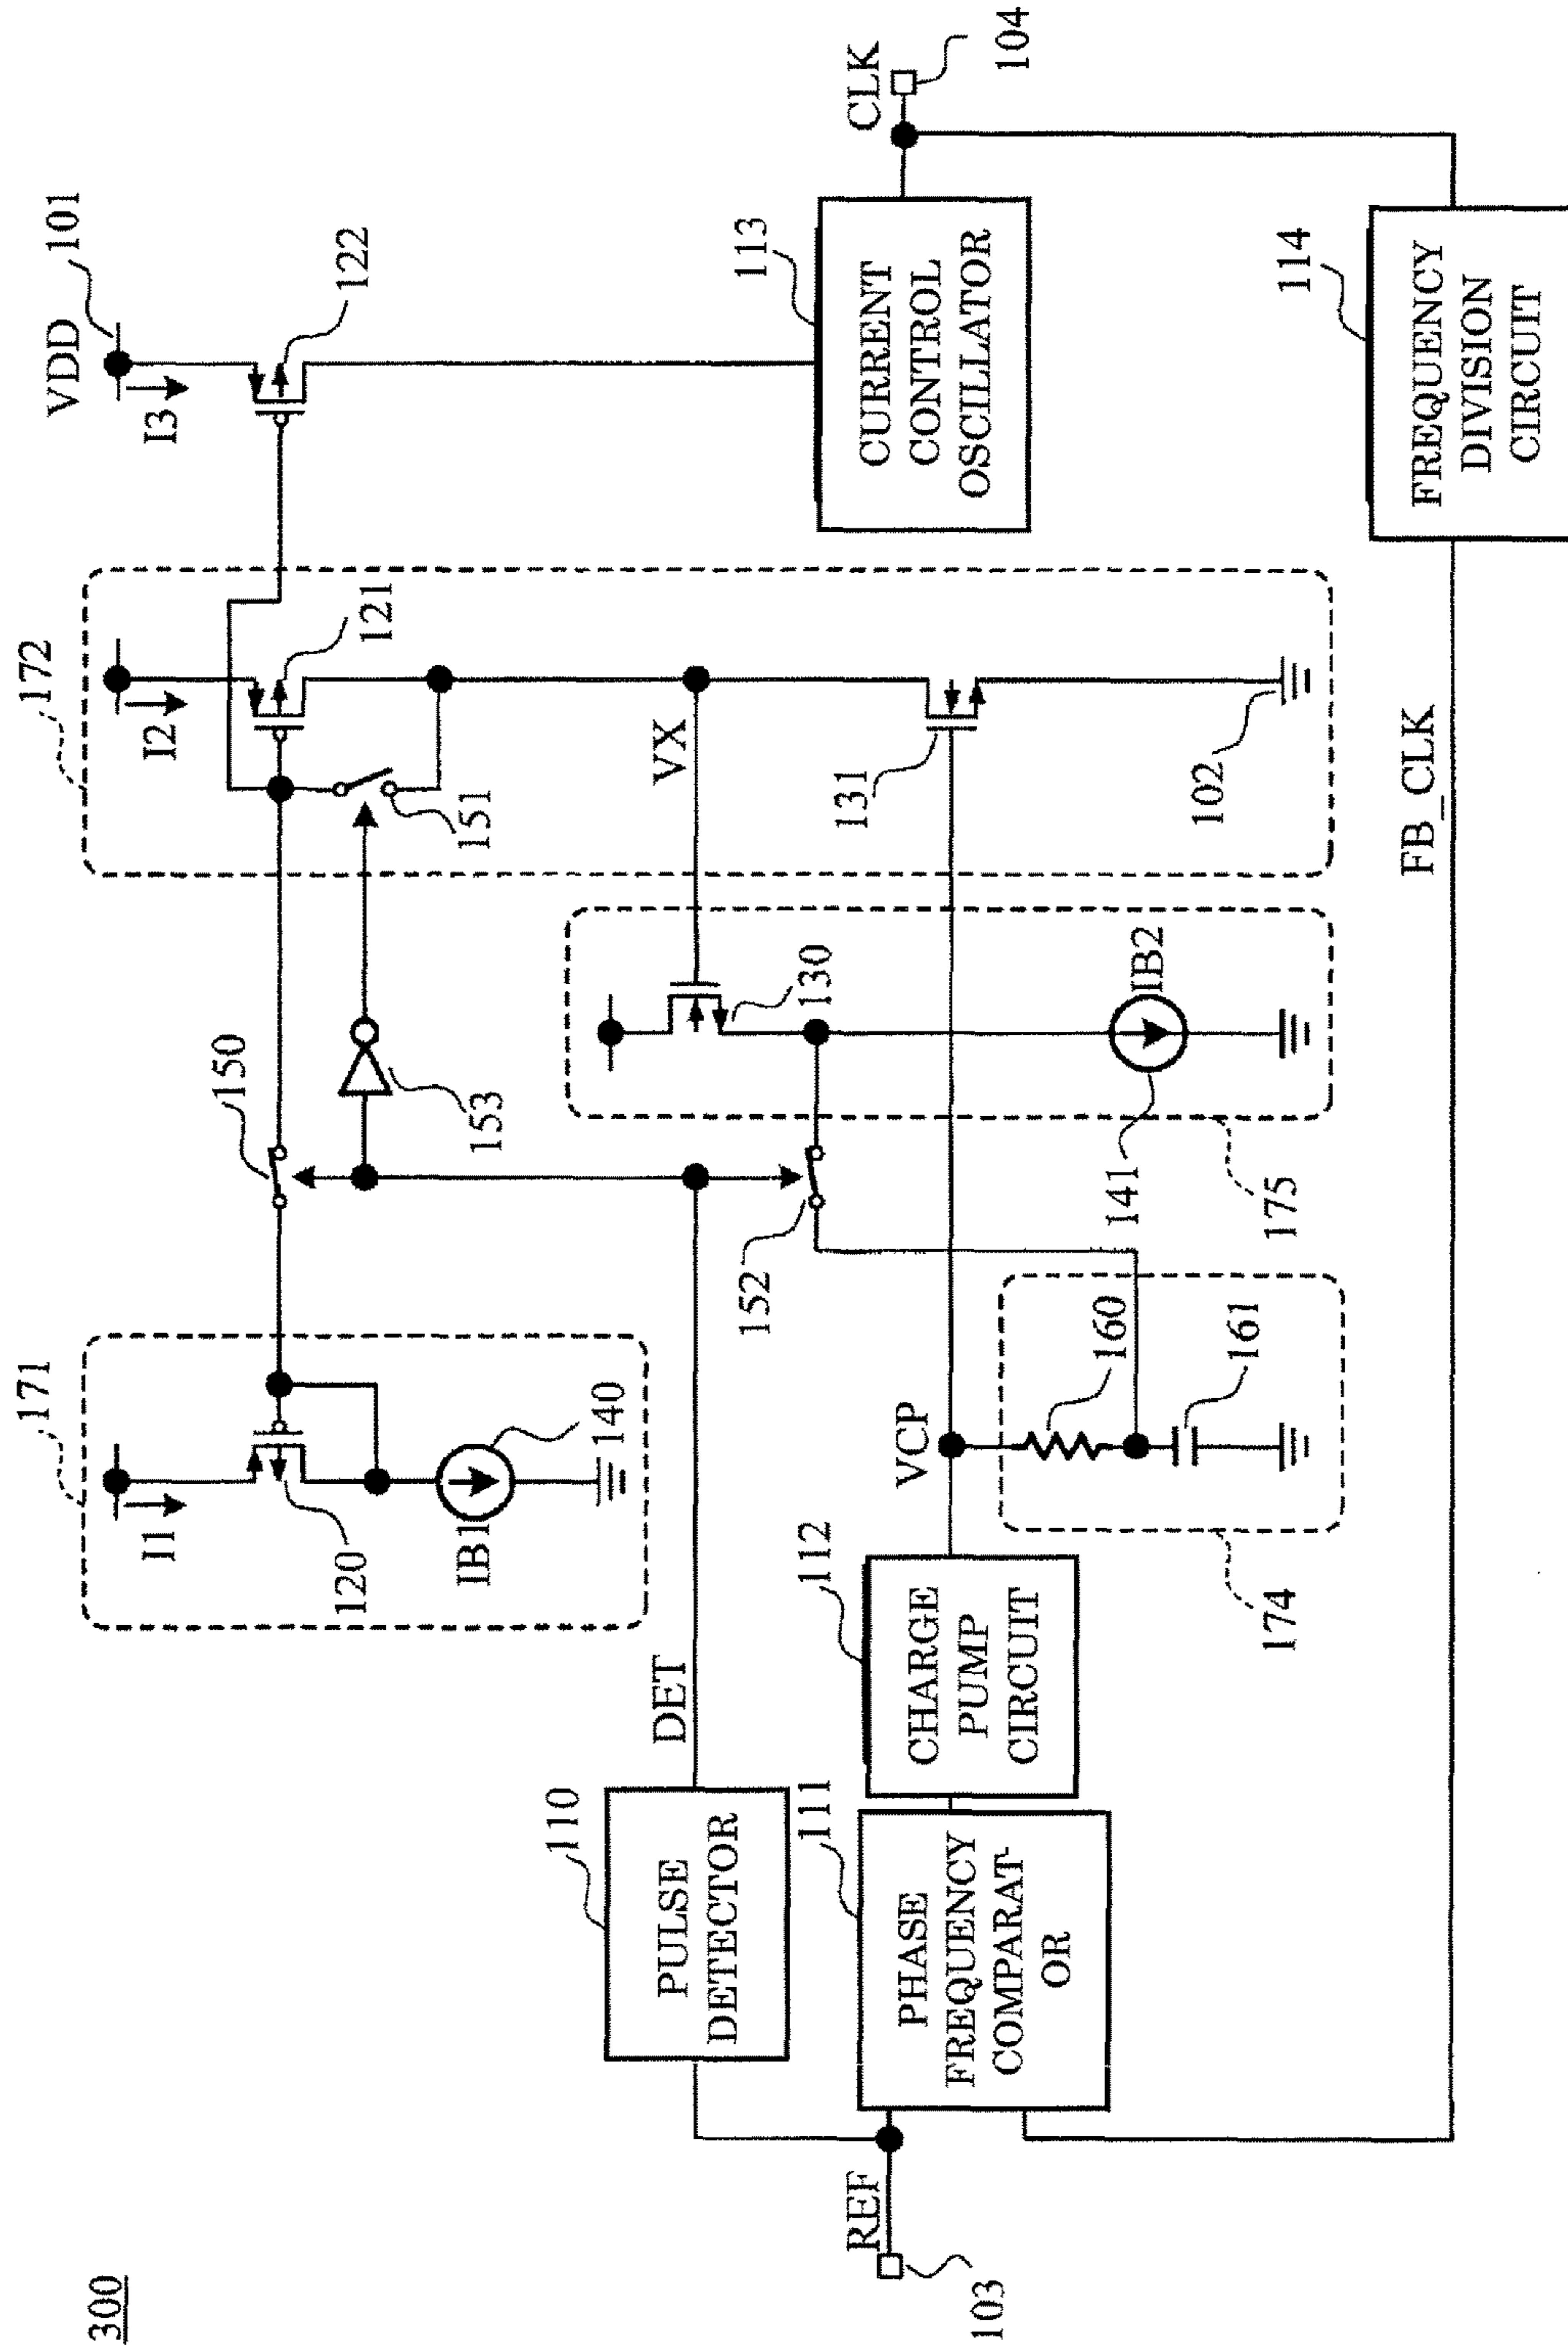 300
171
172
VDD
101
I1
I2
I3
150
120
121
122
IB1
140
153
151
110
PULSE
DETECTOR
DET
VX
113
CURRENT
CONTROL
OSCILLATOR
CLK
104
152
130
REF
103
111
PHASE
FREQUENCY
COMPARAT-
OR
112
CHARGE
PUMP
CIRCUIT
VCP
131
160
161
141
IB2
102
174
175
FB_CLK
114
FREQUENCY
DIVISION
CIRCUIT